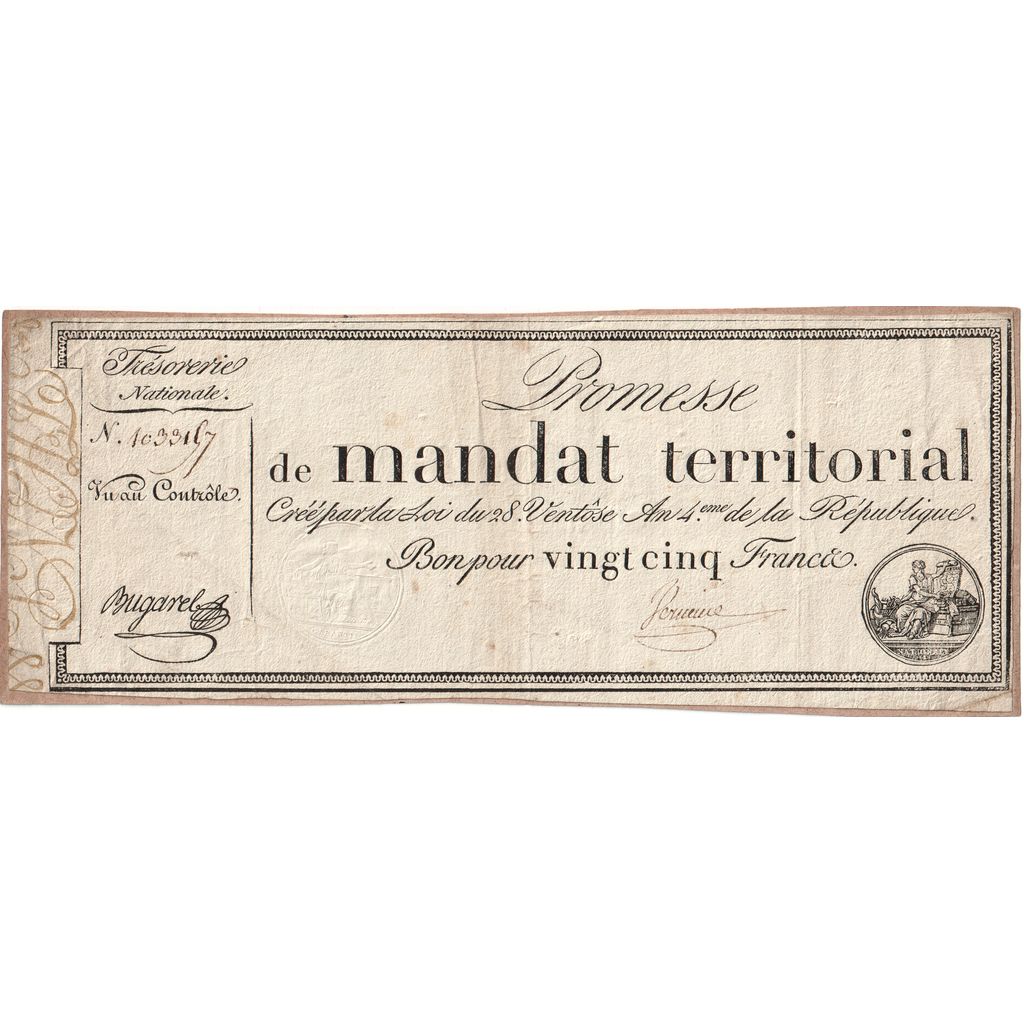 Trésorerie
Nationale.
N. 1033167
Vu au Contrôle.
Bugarel
Promesse
de mandat territorial
Créé par la Loi du 28. Ventôse An 4.eme de la République.
Bon pour vingt cinq Francs.